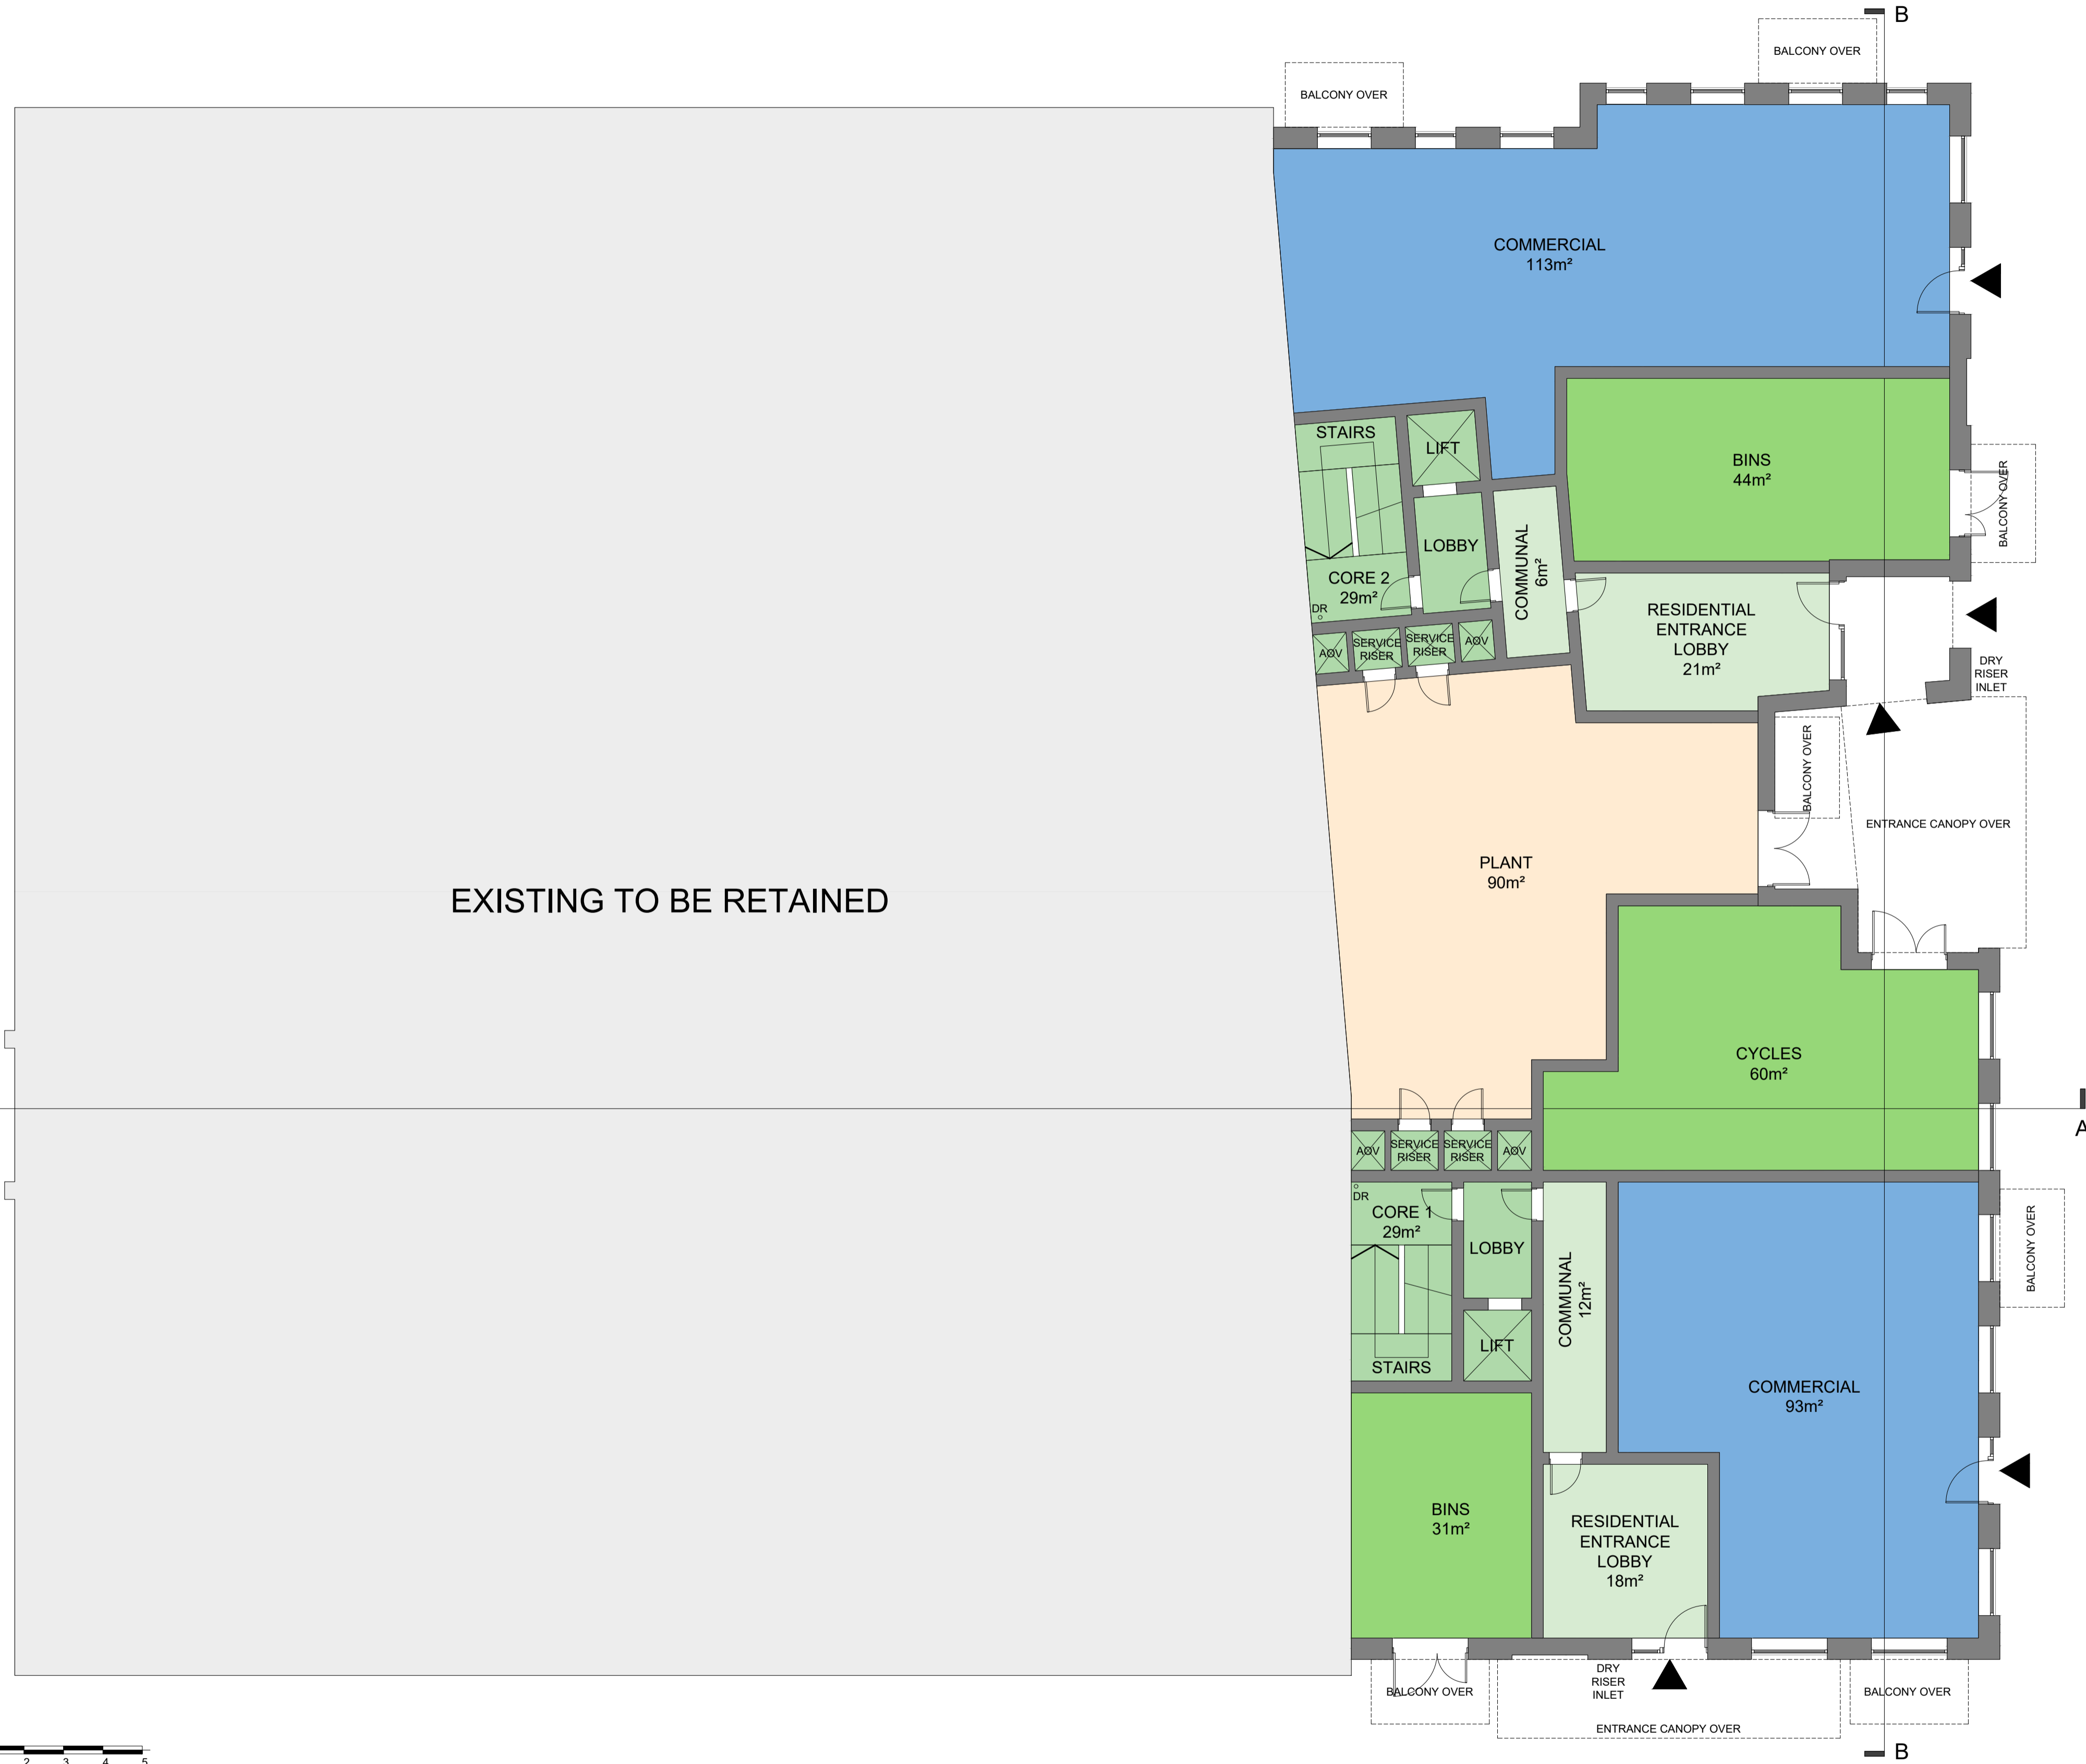 B
BALCONY OVER
BALCONY OVER
COMMERCIAL
113m²
STAIRS
LIFT
BINS
44m²
BALCONY OVER
LOBBY
COMMUNAL
6m²
CORE 2
29m²
DR
RESIDENTIAL
ENTRANCE
LOBBY
21m²
AOV
SERVICE
RISER
SERVICE
RISER
AOV
DRY
RISER
INLET
BALCONY OVER
ENTRANCE CANOPY OVER
PLANT
90m²
EXISTING TO BE RETAINED
CYCLES
60m²
A
AOV
SERVICE
RISER
SERVICE
RISER
AOV
DR
CORE 1
29m²
LOBBY
COMMUNAL
12m²
BALCONY OVER
LIFT
STAIRS
COMMERCIAL
93m²
BINS
31m²
RESIDENTIAL
ENTRANCE
LOBBY
18m²
DRY
RISER
INLET
BALCONY OVER
BALCONY OVER
ENTRANCE CANOPY OVER
B
2 3 4 5